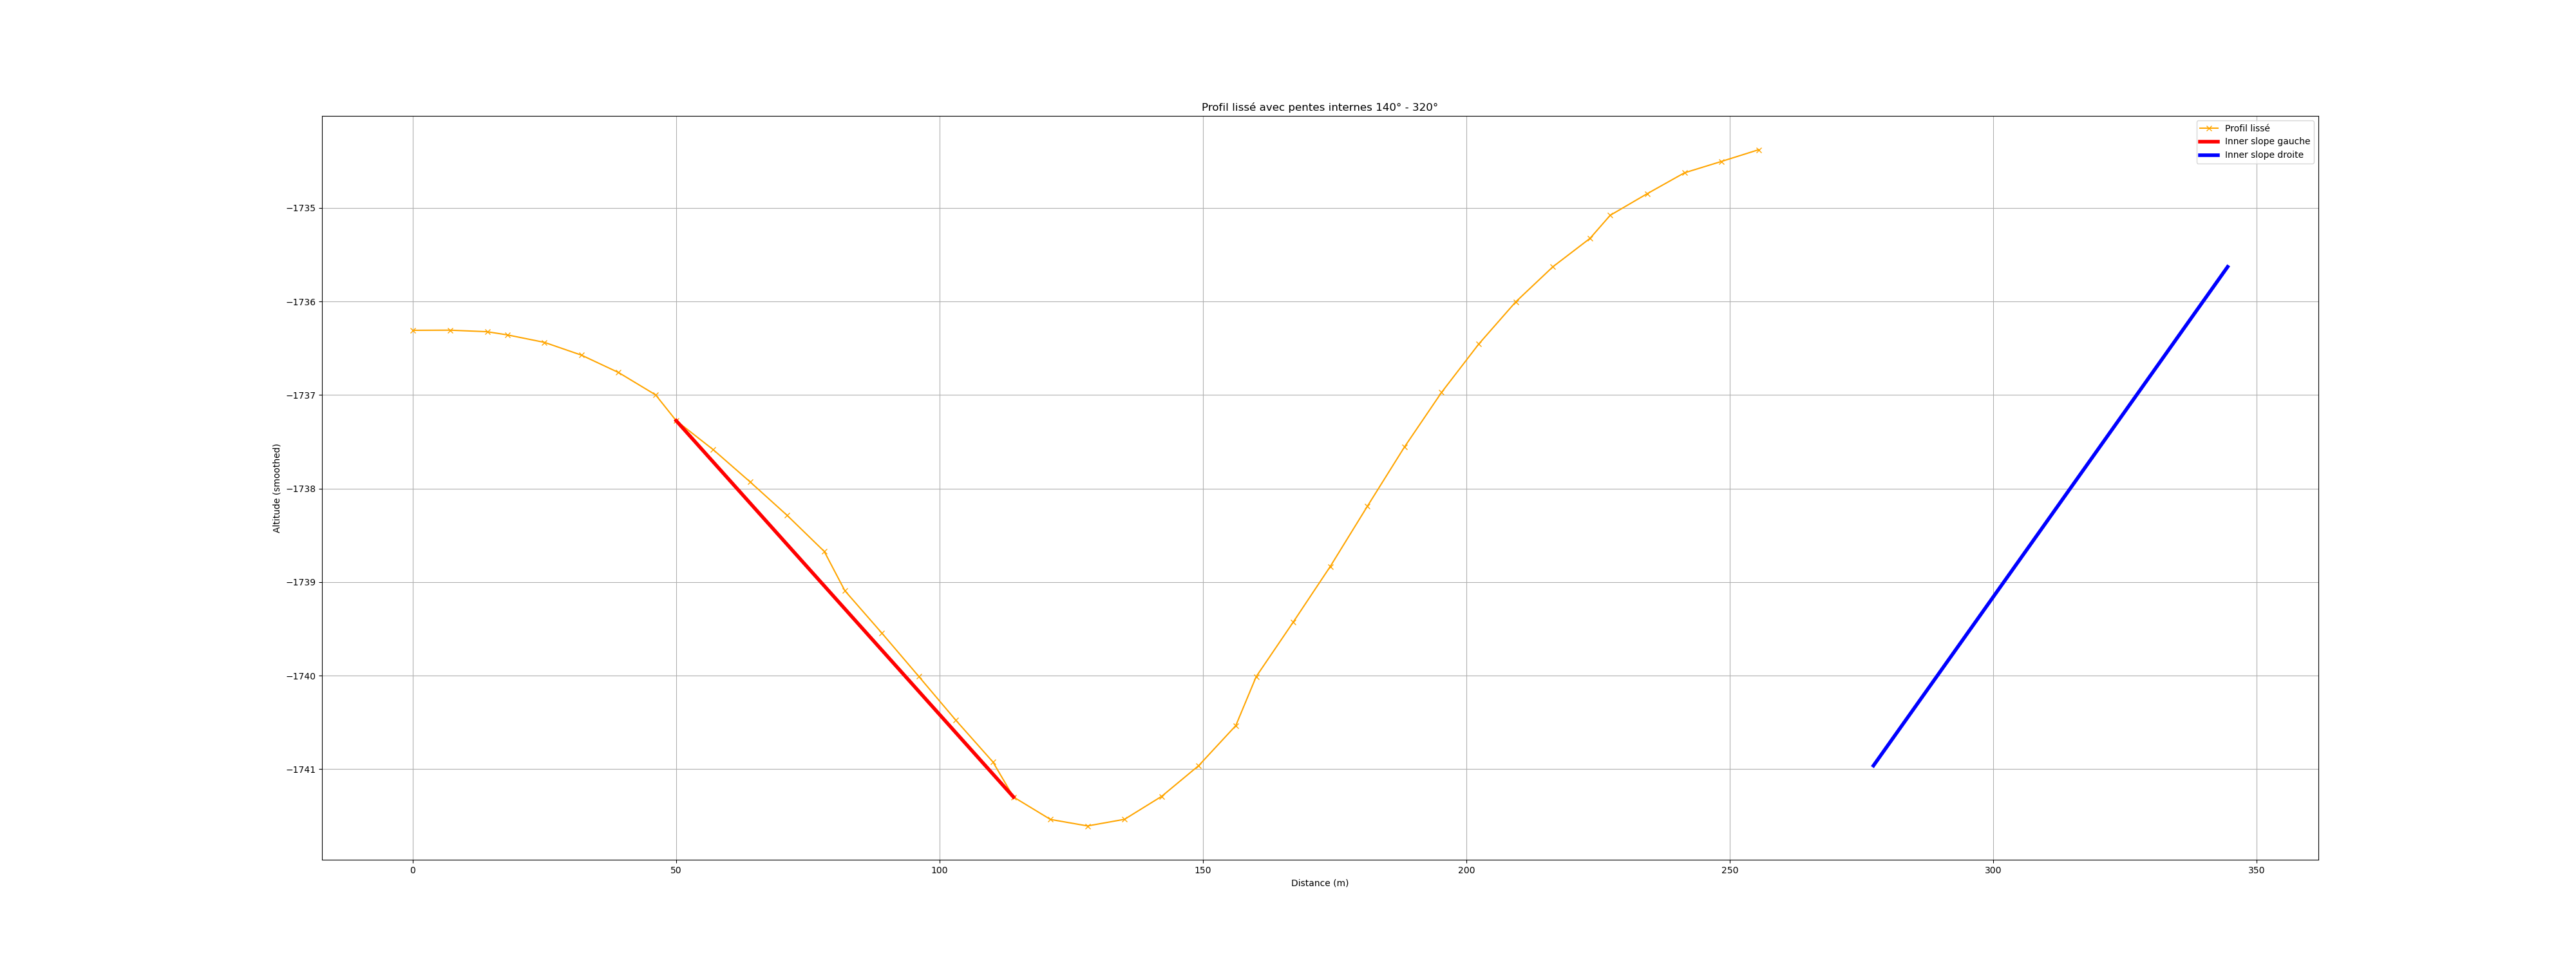 Profil lissé avec pentes internes 140° - 320°
Profil lissé
Inner slope gauche
Inner slope droite
Altitude (smoothed)
−1735
−1736
−1737
−1738
−1739
−1740
−1741
0
50
100
150
200
250
300
350
Distance (m)